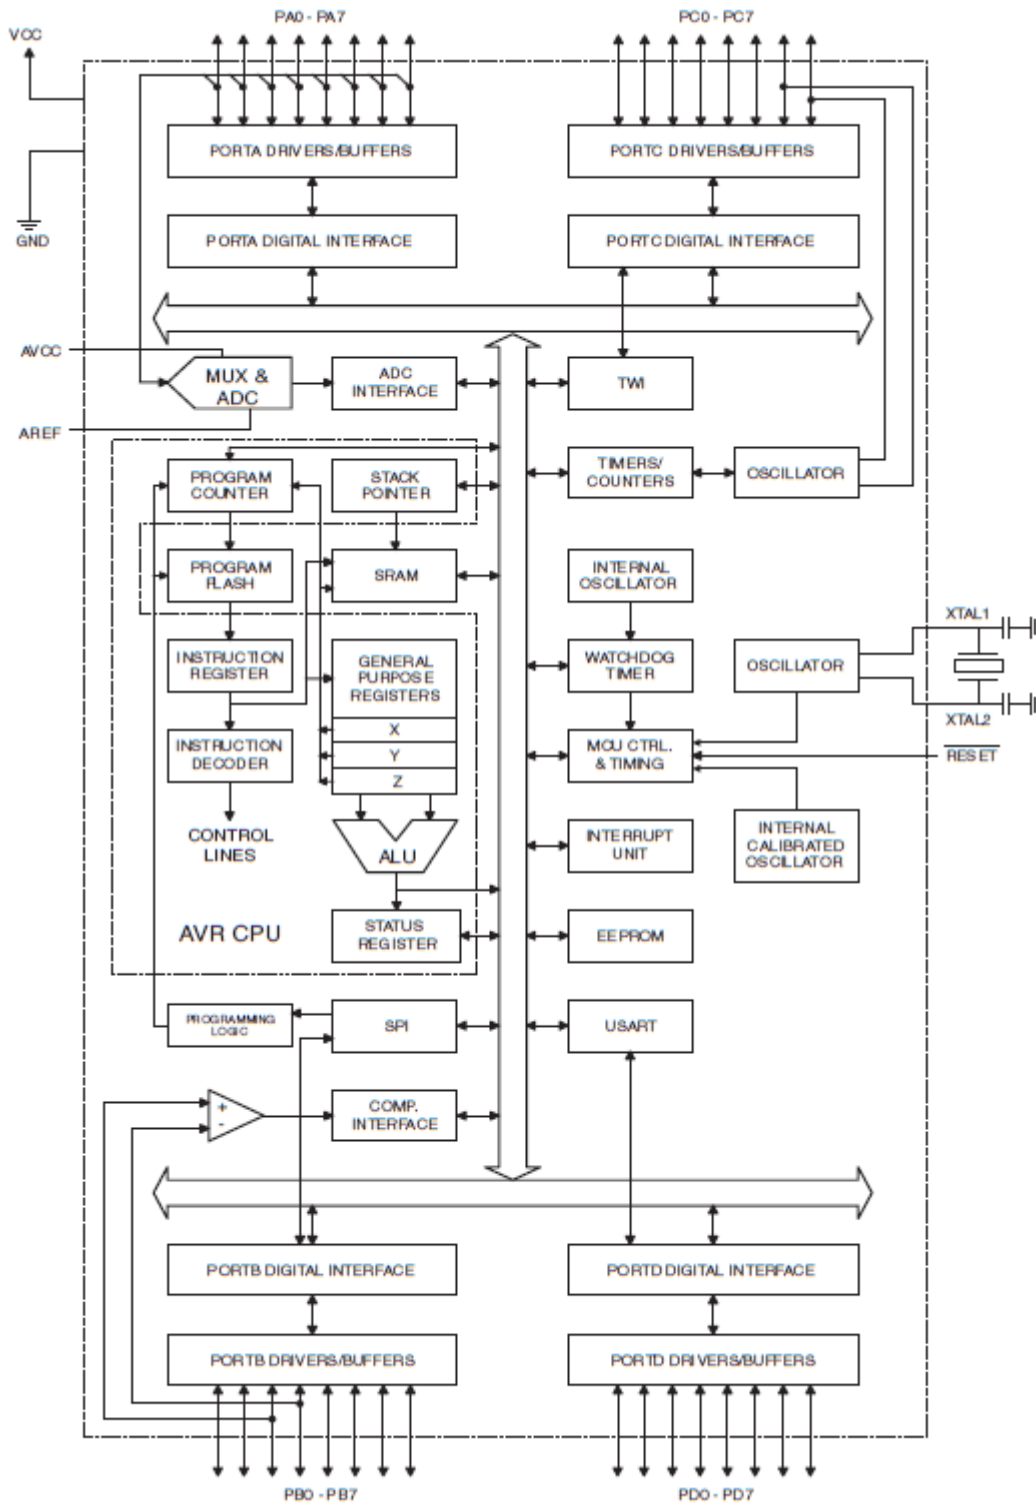 PA0 - PA7
PC0 - PC7
VCC
PORTA DRIVERS/BUFFERS
PORTC DRIVERS/BUFFERS
GND
PORTA DIGITAL INTERFACE
PORTC DIGITAL INTERFACE
AVCC
MUX &
ADC
ADC
INTERFACE
TWI
AREF
PROGRAM
COUNTER
STACK
POINTER
TIMERS/
COUNTERS
OSCILLATOR
PROGRAM
FLASH
SRAM
INTERNAL
OSCILLATOR
XTAL1
INSTRUCTION
REGISTER
GENERAL
PURPOSE
REGISTERS
WATCHDOG
TIMER
OSCILLATOR
X
Y
Z
XTAL2
INSTRUCTION
DECODER
MCU CTRL.
& TIMING
RESET
CONTROL
LINES
ALU
INTERRUPT
UNIT
INTERNAL
CALIBRATED
OSCILLATOR
AVR CPU
STATUS
REGISTER
EEPROM
PROGRAMMING
LOGIC
SPI
USART
+
-
COMP.
INTERFACE
PORTB DIGITAL INTERFACE
PORTD DIGITAL INTERFACE
PORTB DRIVERS/BUFFERS
PORTD DRIVERS/BUFFERS
PB0 - PB7
PD0 - PD7